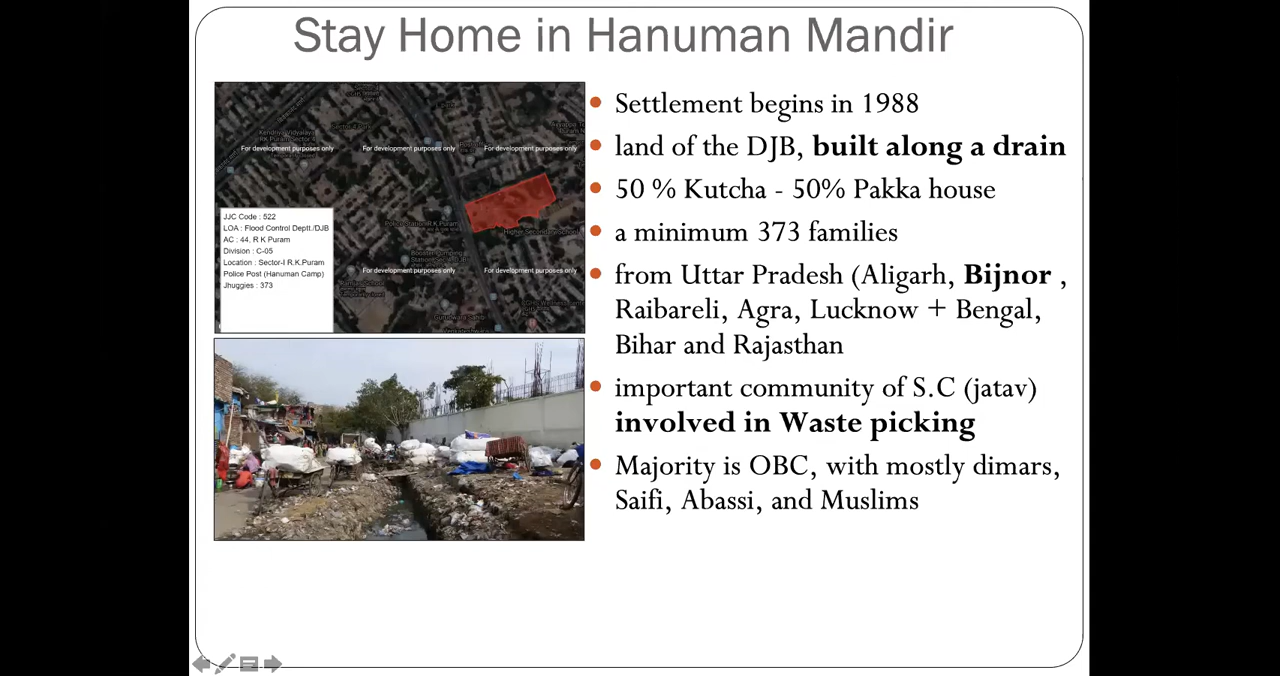 Stay Home in Hanuman Mandir
For development purposes only
For development purposes only
For development purposes only
JJC Code : 522
LOA : Flood Control Deptt./DJB
AC : 44, R K Puram
Division : C-05
Location : Sector-I R.K.Puram
Police Post (Hanuman Camp)
Jhuggies : 373
For development purposes only
For development purposes only
Settlement begins in 1988
land of the DJB, built along a drain
50 % Kutcha - 50% Pakka house
a minimum 373 families
from Uttar Pradesh (Aligarh, Bijnor ,
Raibareli, Agra, Lucknow + Bengal,
Bihar and Rajasthan
important community of S.C (jatav)
involved in Waste picking
Majority is OBC, with mostly dimars,
Saifi, Abassi, and Muslims